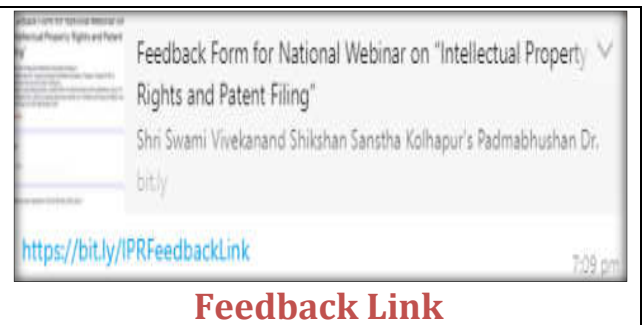 Feedback Form for National Webinar on "Intellectual Property
Rights and Patent Filing"
Shri Swami Vivekanand Shikshan Sanstha Kolhapur's Padmabhushan Dr.
bit.ly
https://bit.ly/IPRFeedbackLink
7:09 pm
Feedback Link